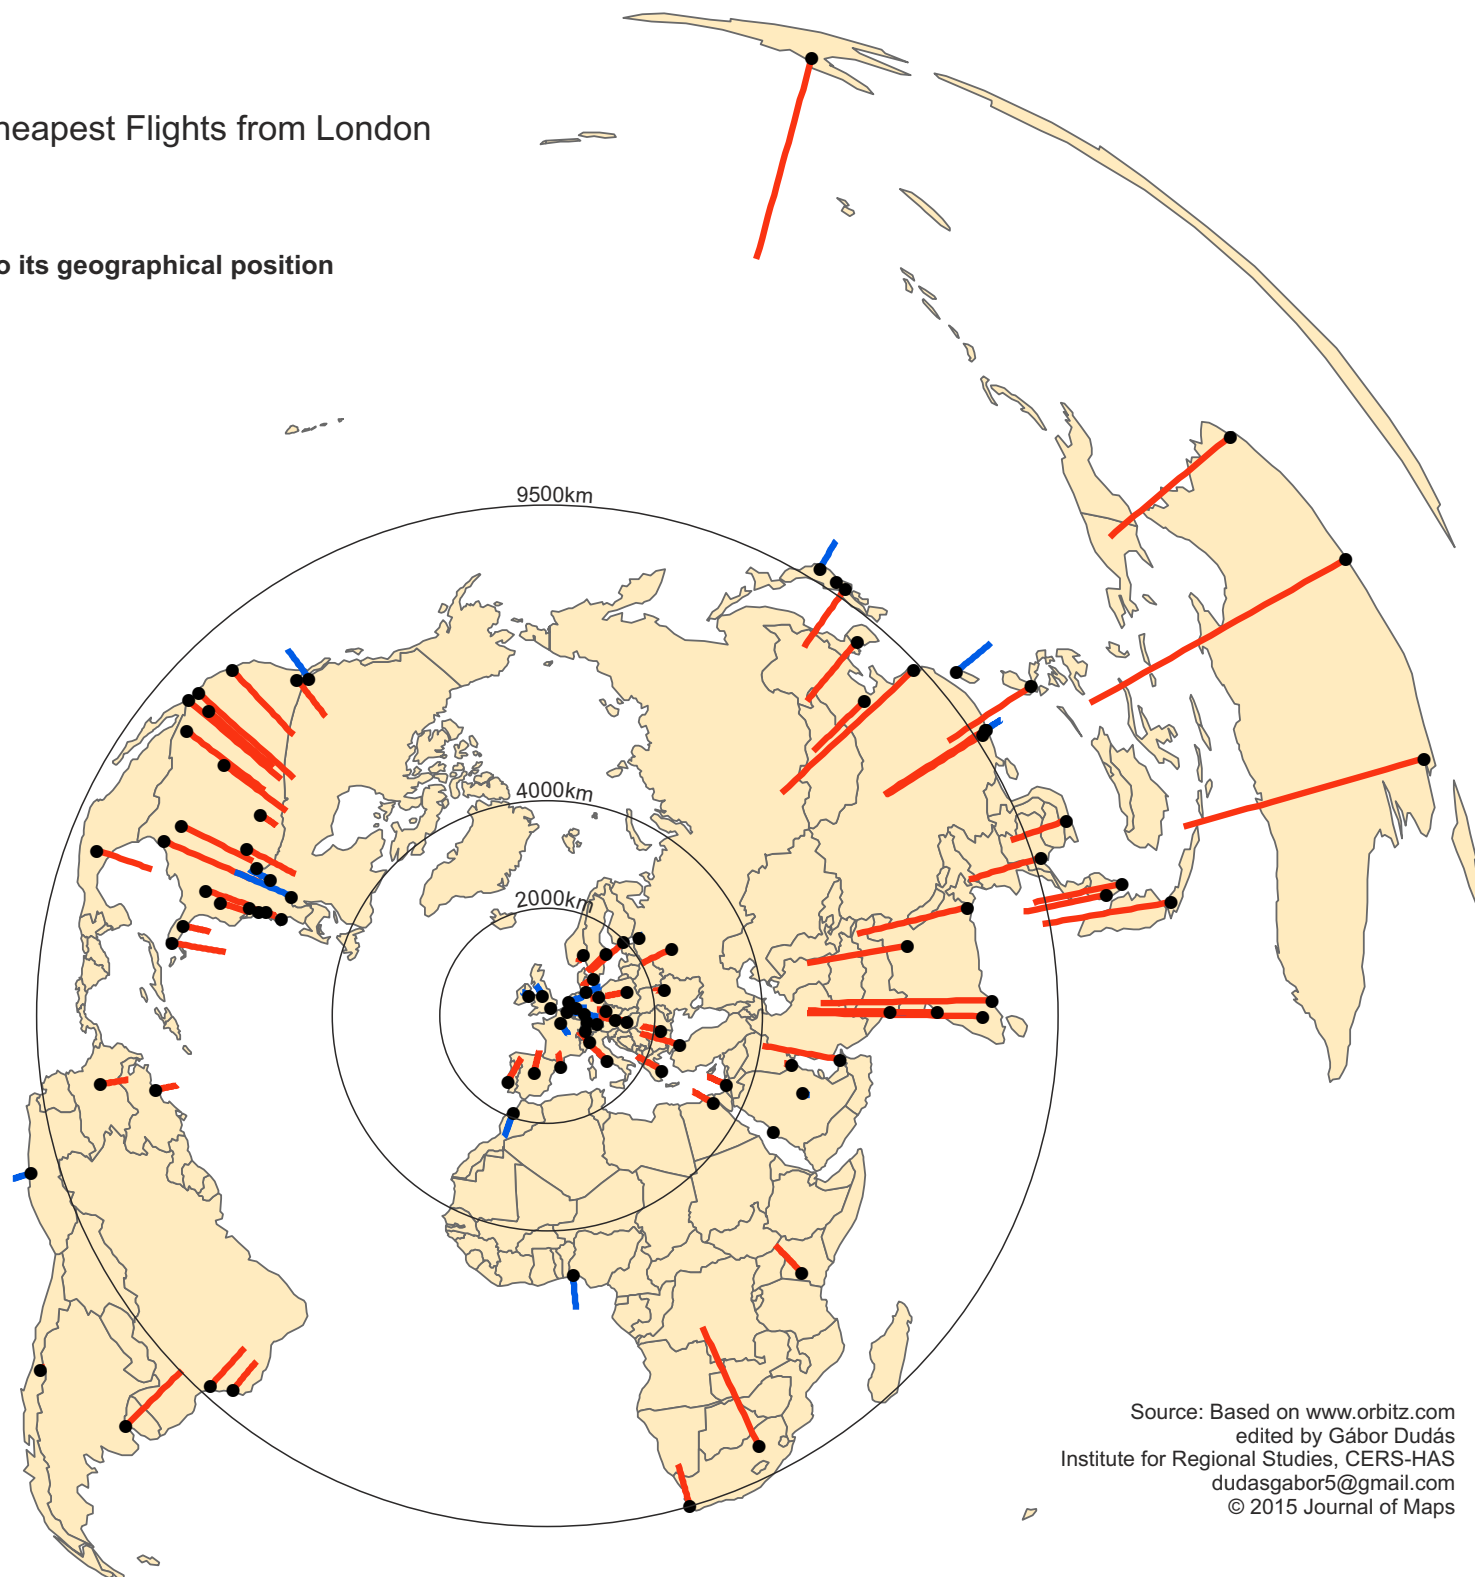 heapest Flights from London
o its geographical position
9500km
4000km
2000km
Source: Based on www.orbitz.com
edited by Gábor Dudás
Institute for Regional Studies, CERS-HAS
dudasgabor5@gmail.com
© 2015 Journal of Maps